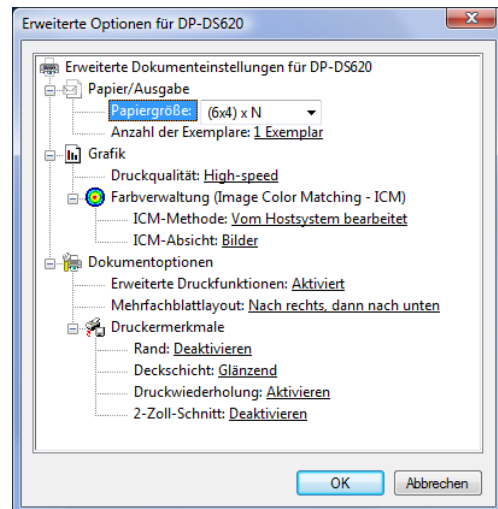 Erweiterte Optionen für DP-DS620
Erweiterte Dokumenteinstellungen für DP-DS620
Papier/Ausgabe
Papiergröße: (6x4) x N
Anzahl der Exemplare: 1 Exemplar
Grafik
Druckqualität: High-speed
Farbverwaltung (Image Color Matching - ICM)
ICM-Methode: Vom Hostsystem bearbeitet
ICM-Absicht: Bilder
Dokumentoptionen
Erweiterte Druckfunktionen: Aktiviert
Mehrfachblattlayout: Nach rechts, dann nach unten
Druckermerkmale
Rand: Deaktivieren
Deckschicht: Glänzend
Druckwiederholung: Aktivieren
2-Zoll-Schnitt: Deaktivieren
OK Abbrechen